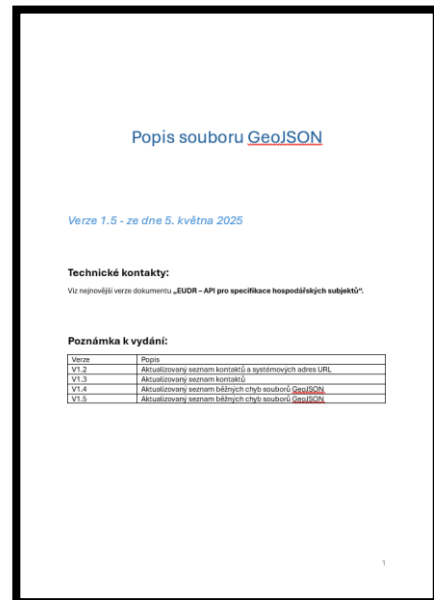 Popis souboru GeoJSON
Verze 1.5 - ze dne 5. května 2025
Technické kontakty:
Viz nejnovější verze dokumentu „EUDR – API pro specifikace hospodářských subjektů“.
Poznámka k vydání:
Verze Popis
V1.2 Aktualizovaný seznam kontaktů a systémových adres URL
V1.3 Aktualizovaný seznam kontaktů
V1.4 Aktualizovaný seznam běžných chyb souborů GeoJSON
V1.5 Aktualizovaný seznam běžných chyb souborů GeoJSON
1